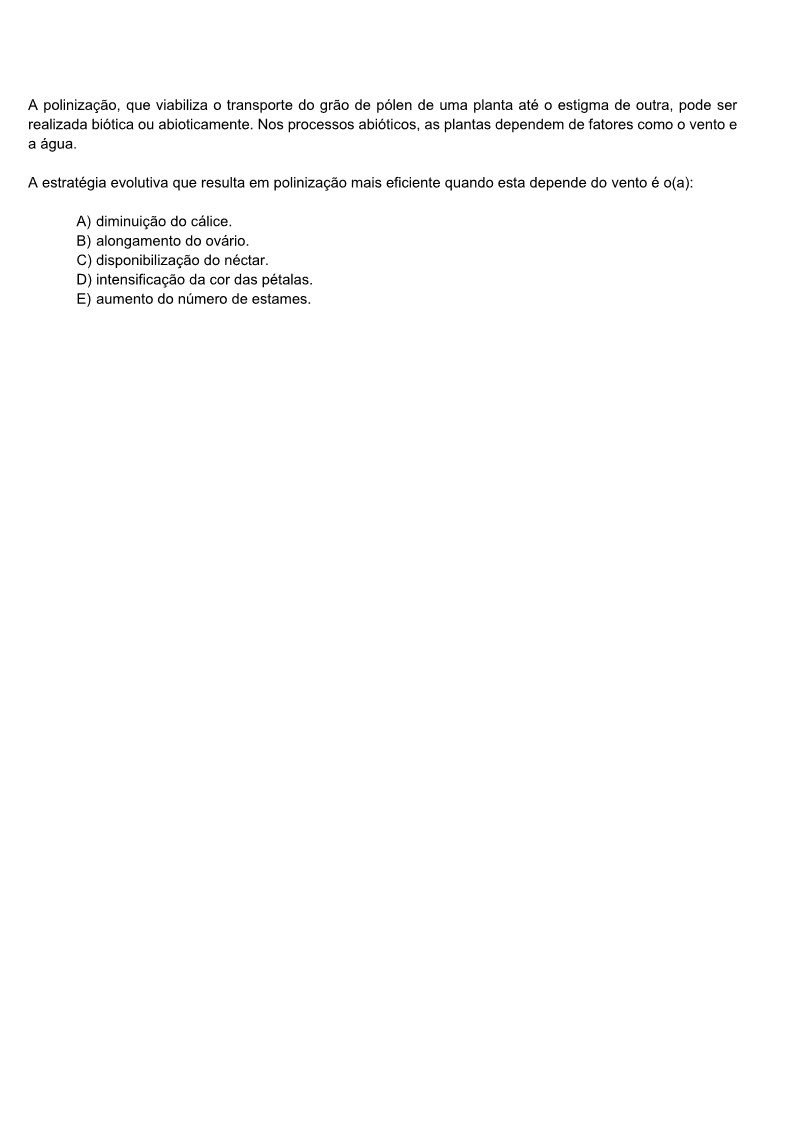 A polinização, que viabiliza o transporte do grão de pólen de uma planta até o estigma de outra, pode ser
realizada biótica ou abioticamente. Nos processos abióticos, as plantas dependem de fatores como o vento e
a água.
A estratégia evolutiva que resulta em polinização mais eficiente quando esta depende do vento é o(a):
A) diminuição do cálice.
B) alongamento do ovário.
C) disponibilização do néctar.
D) intensificação da cor das pétalas.
E) aumento do número de estames.